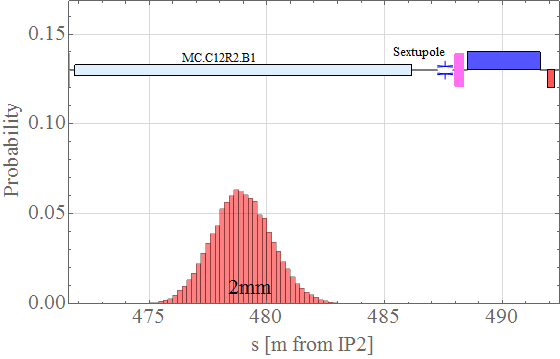 0.15
Sextupole
MC.C12R2.B1
0.10
Probability
0.05
2mm
0.00
475 480 485 490
s [m from IP2]